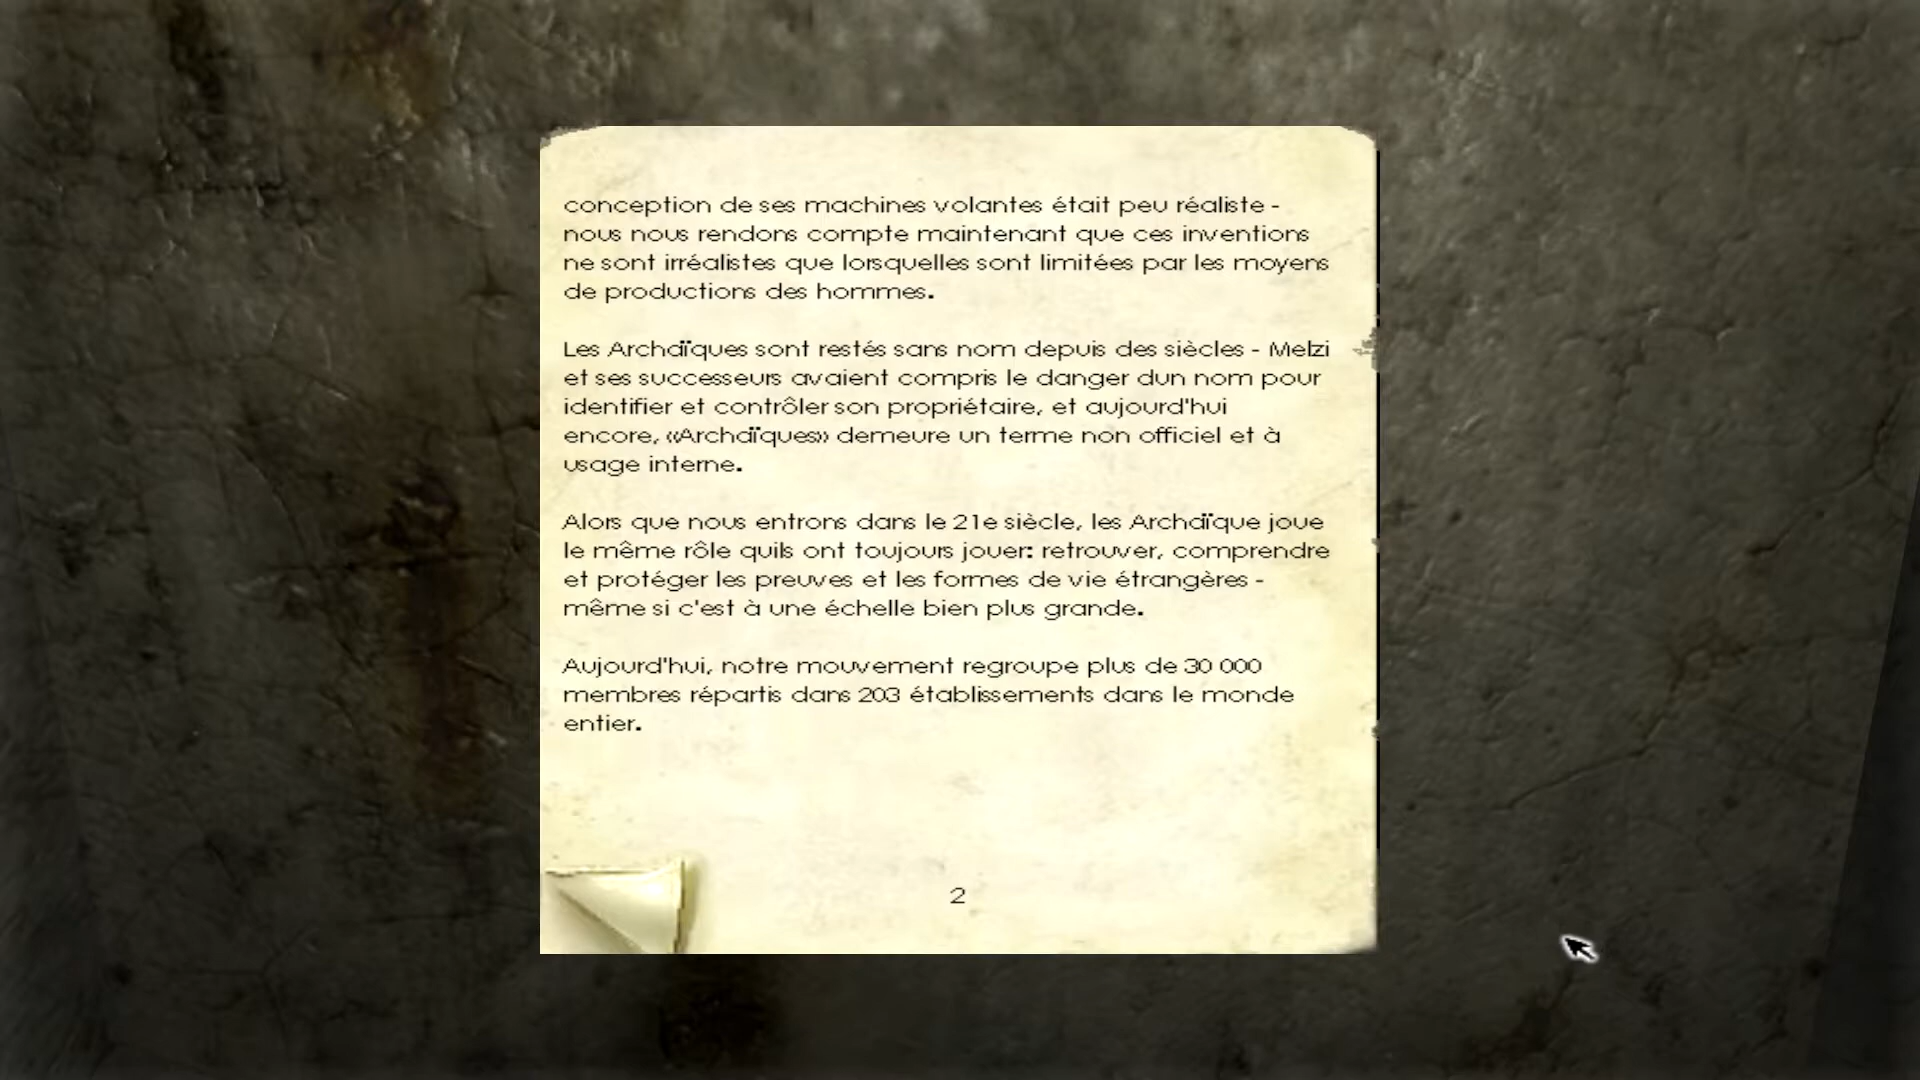 conception de ses machines volantes était peu réaliste -
nous nous rendons compte maintenant que ces inventions
ne sont irréalistes que lorsquelles sont limitées par les moyens
de productions des hommes.
Les Archaïques sont restés sans nom depuis des siècles - Melzi
et ses successeurs avaient compris le danger dun nom pour
identifier et contrôler son propriétaire, et aujourd'hui
encore, «Archaïques» demeure un terme non officiel et à
usage interne.
Alors que nous entrons dans le 21e siècle, les Archaïque joue
le même rôle quils ont toujours jouer: retrouver, comprendre
et protéger les preuves et les formes de vie étrangères -
même si c'est à une échelle bien plus grande.
Aujourd'hui, notre mouvement regroupe plus de 30 000
membres répartis dans 203 établissements dans le monde
entier.
2